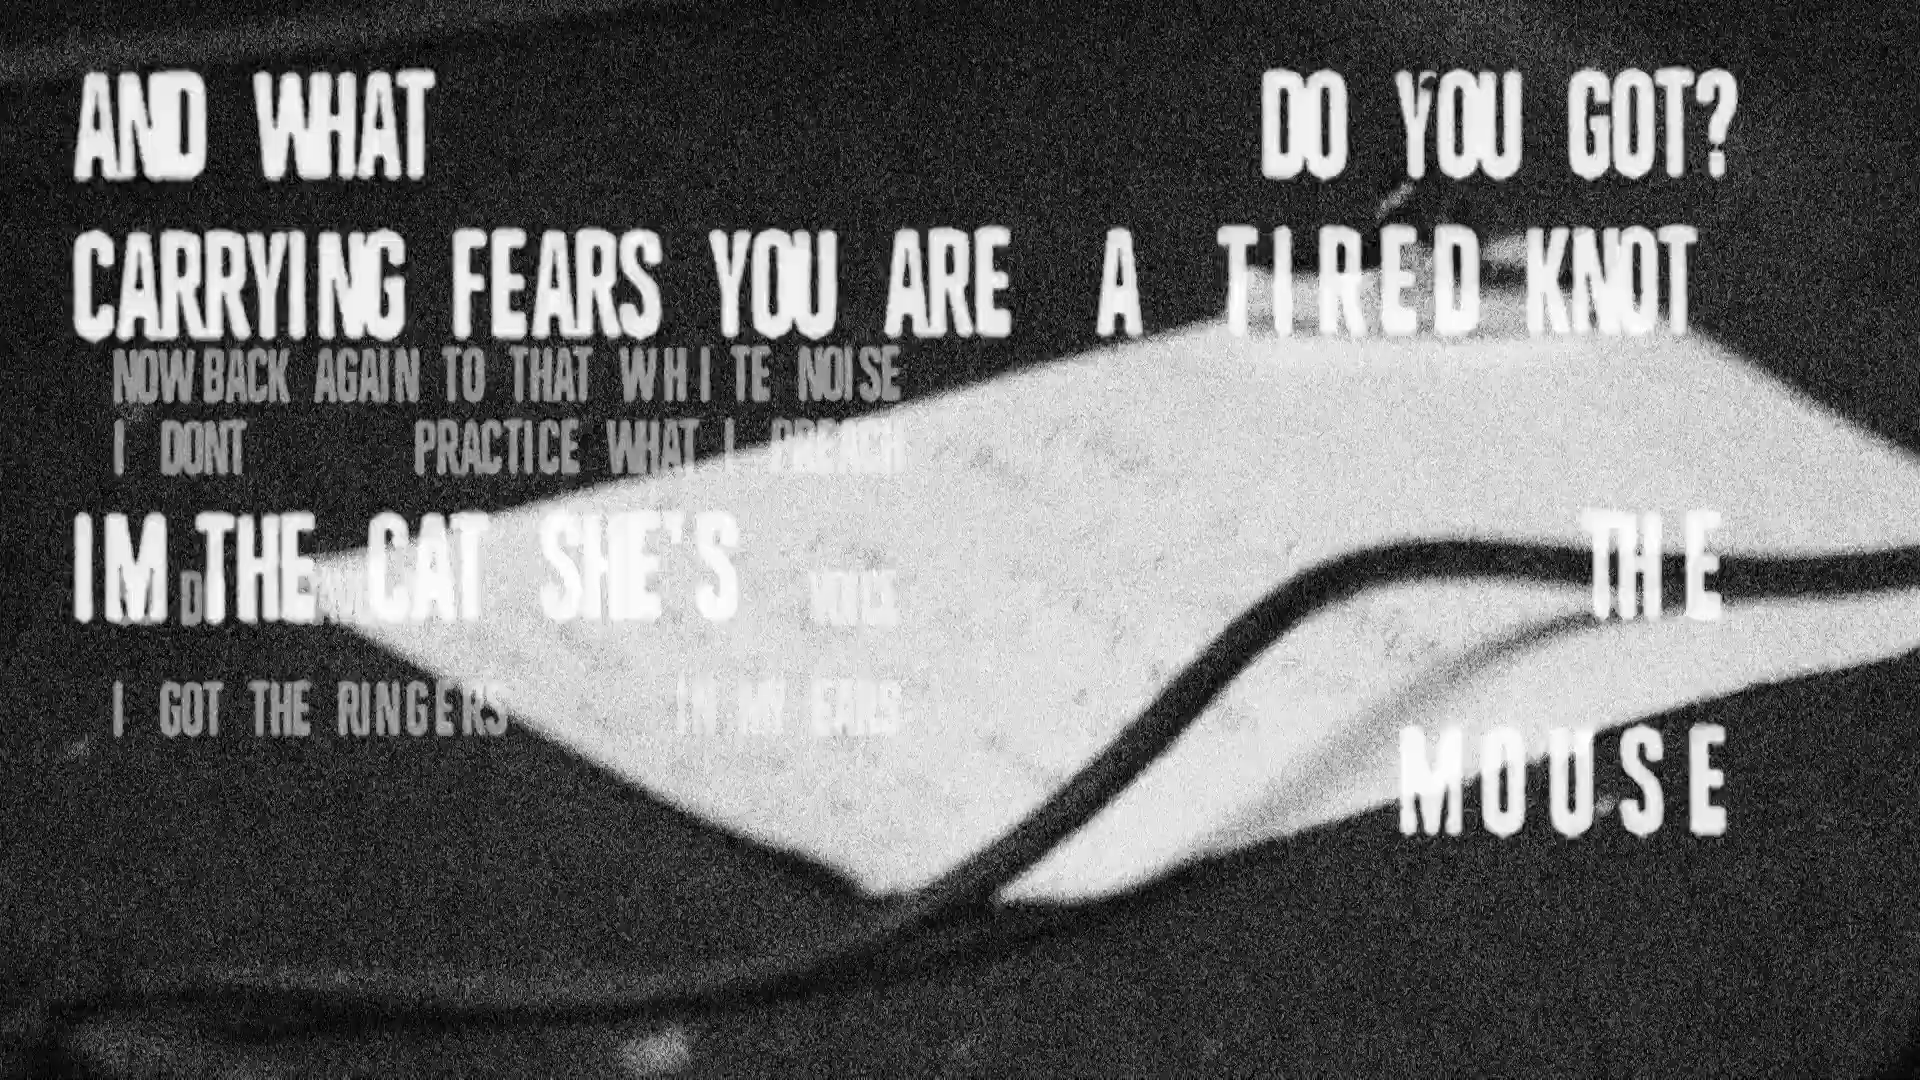 AND WHAT DO YOU GOT?
CARRYING FEARS YOU ARE A TIRED KNOT
NOW BACK AGAIN TO THAT WHITE NOISE
I DONT PRACTICE WHAT I PREACH
IM THE CAT SHE'S THE
I GOT THE RINGERS IN MY EARS
MOUSE